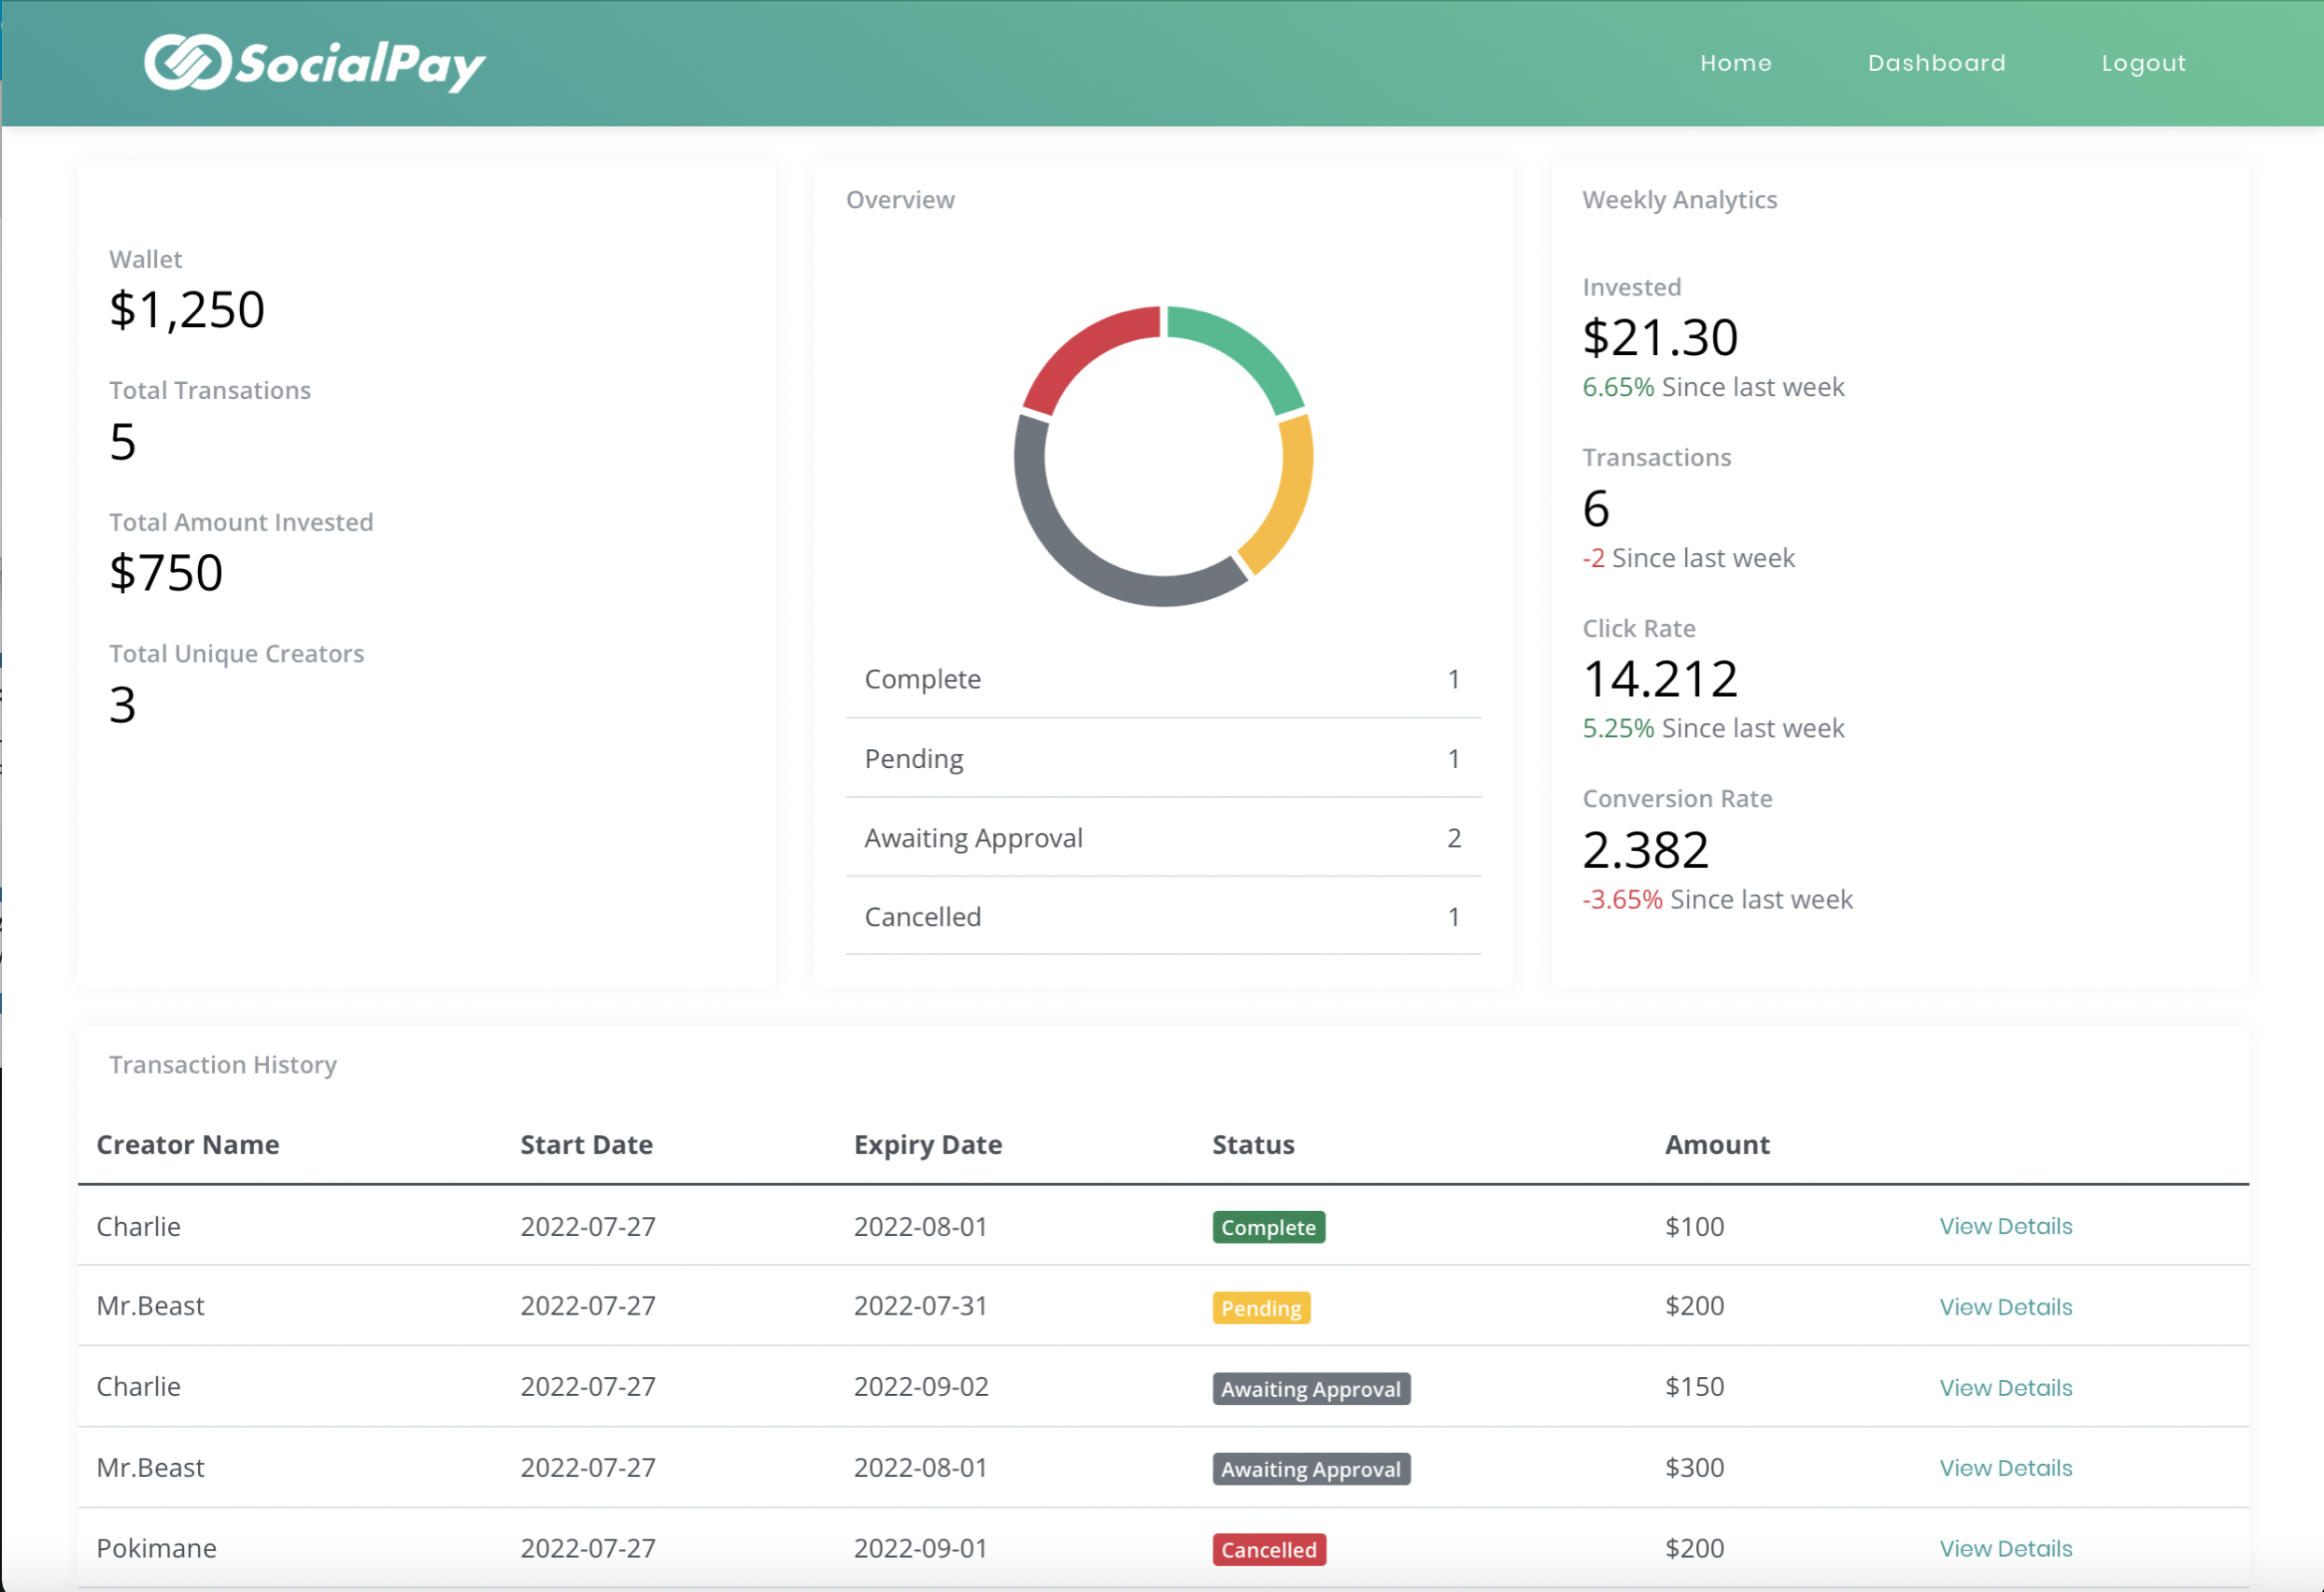 SocialPay
Home Dashboard Logout
Wallet
$1,250
Total Transations
5
Total Amount Invested
$750
Total Unique Creators
3
Overview
Complete 1
Pending 1
Awaiting Approval 2
Cancelled 1
Weekly Analytics
Invested
$21.30
6.65% Since last week
Transactions
6
-2 Since last week
Click Rate
14.212
5.25% Since last week
Conversion Rate
2.382
-3.65% Since last week
Transaction History
Creator Name Start Date Expiry Date Status Amount
Charlie 2022-07-27 2022-08-01 Complete $100 View Details
Mr.Beast 2022-07-27 2022-07-31 Pending $200 View Details
Charlie 2022-07-27 2022-09-02 Awaiting Approval $150 View Details
Mr.Beast 2022-07-27 2022-08-01 Awaiting Approval $300 View Details
Pokimane 2022-07-27 2022-09-01 Cancelled $200 View Details